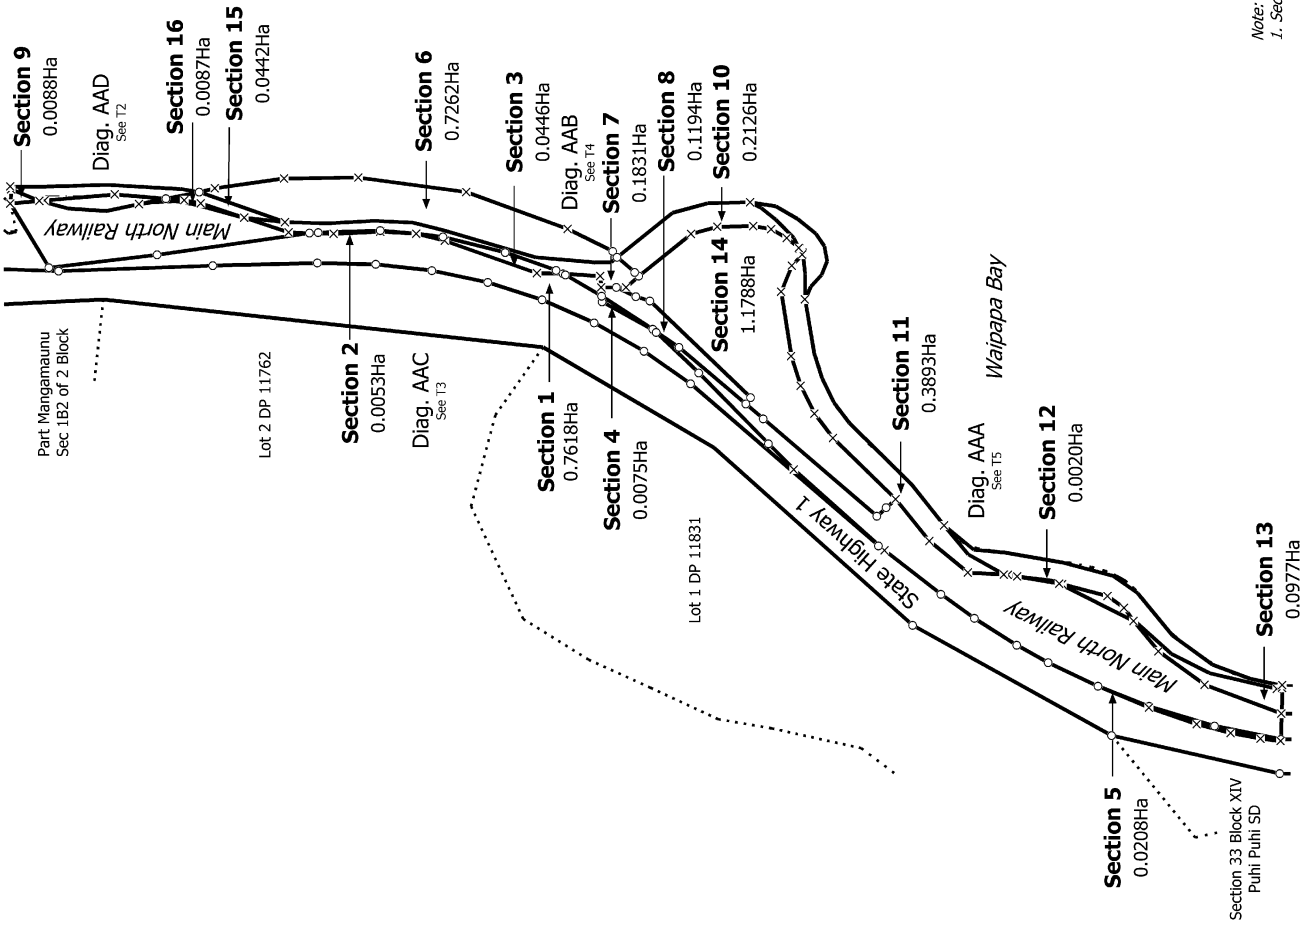 Section 9
0.0088Ha
Diag. AAD
See T2
Section 16
0.0087Ha
Section 15
0.0442Ha
Section 6
0.7262Ha
Section 3
0.0446Ha
Diag. AAB
See T4
Section 7
0.1831Ha
Section 8
0.1194Ha
Section 10
0.2126Ha
Note:
1. Sec
Main North Railway
Section 14
1.1788Ha
Waipapa Bay
Part Mangamaunu
Sec 1B2 of 2 Block
Lot 2 DP 11762
Section 2
0.0053Ha
Diag. AAC
See T3
Section 1
0.7618Ha
Section 4
0.0075Ha
Section 11
0.3893Ha
Diag. AAA
See T5
Section 12
0.0020Ha
Lot 1 DP 11831
State Highway 1
Main North Railway
Section 13
0.0977Ha
Section 5
0.0208Ha
Section 33 Block XIV
Puhi Puhi SD